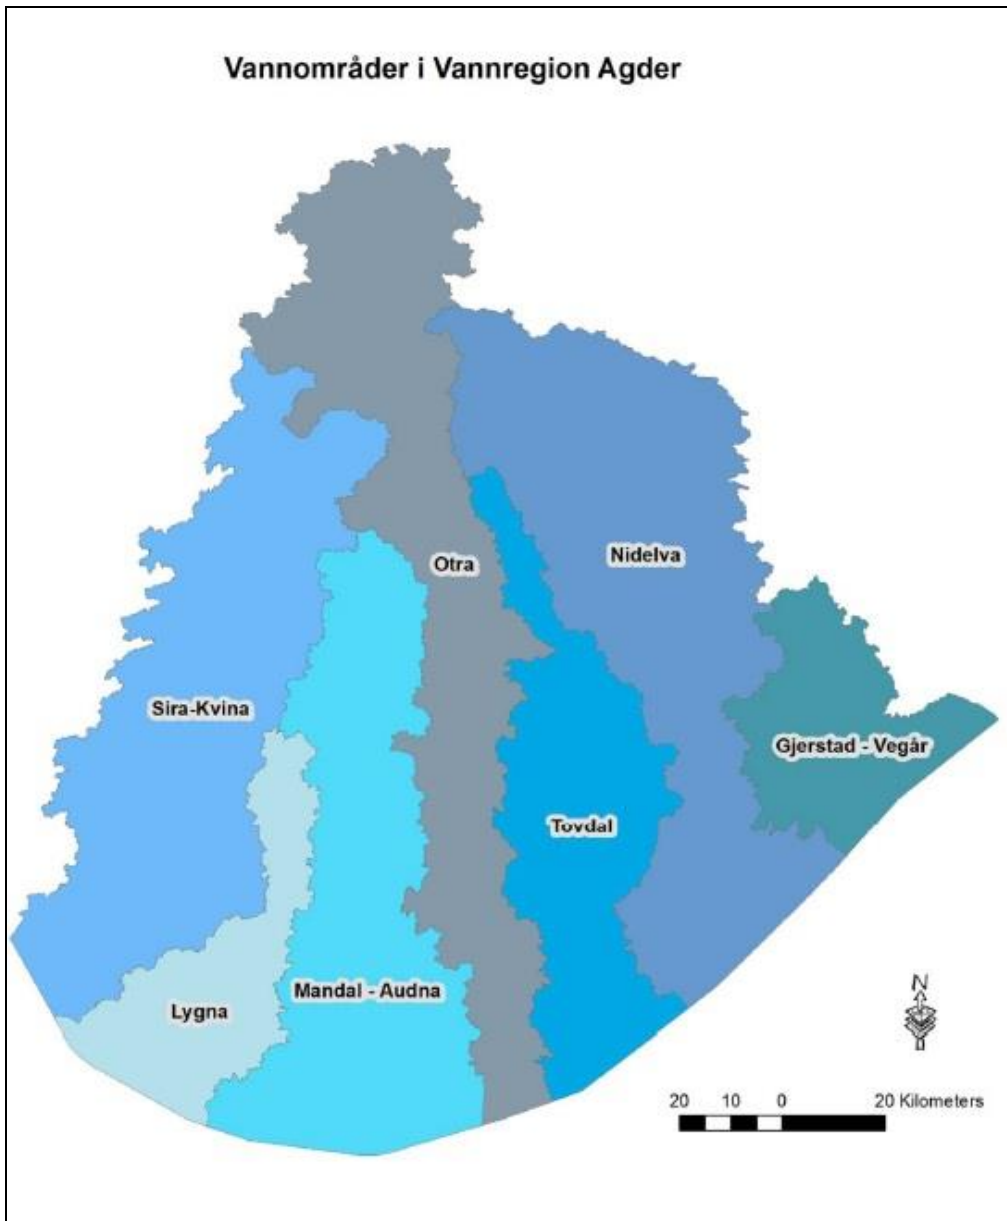 Vannområder i Vannregion Agder
Otra
Nidelva
Sira-Kvina
Gjerstad - Vegår
Tovdal
Mandal - Audna
Lygna
N
20 10 0 20 Kilometers